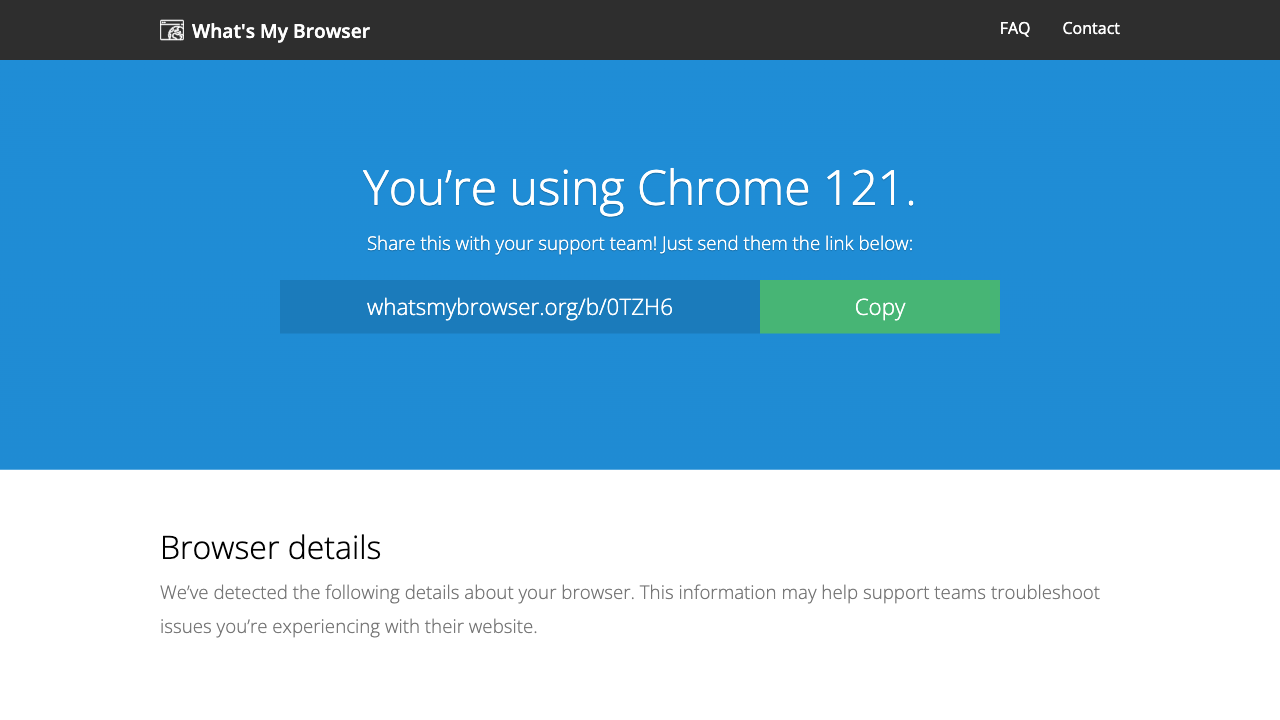 What's My Browser
FAQ
Contact
You’re using Chrome 121.
Share this with your support team! Just send them the link below:
whatsmybrowser.org/b/0TZH6
Copy
Browser details
We’ve detected the following details about your browser. This information may help support teams troubleshoot
issues you’re experiencing with their website.